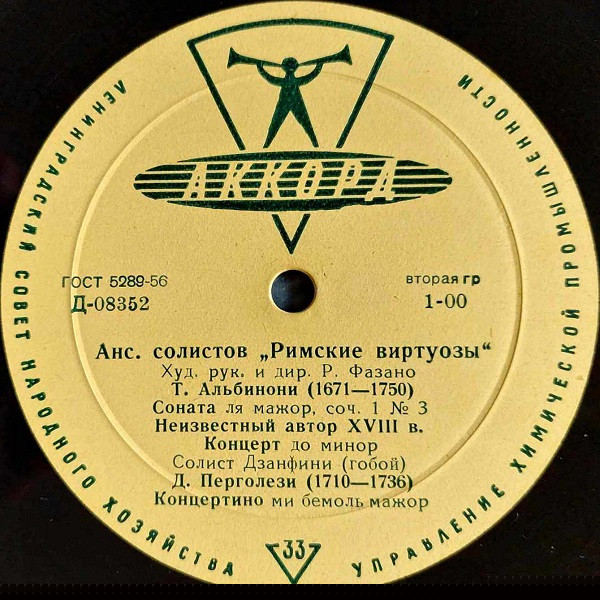 ЛЕНИНГРАДСКИЙ СОВЕТ НАРОДНОГО ХОЗЯЙСТВА
УПРАВЛЕНИЕ ХИМИЧЕСКОЙ ПРОМЫШЛЕННОСТИ
АККОРД
ГОСТ 5289-56
вторая гр
Д-08352
1-00
Анс. солистов „Римские виртуозы“
Худ. рук. и дир. Р. Фазано
Т. Альбинони (1671—1750)
Соната ля мажор, соч. 1 № 3
Неизвестный автор XVIII в.
Концерт до минор
Солист Дзанфини (гобой)
Д. Перголези (1710—1736)
Концертино ми бемоль мажор
33